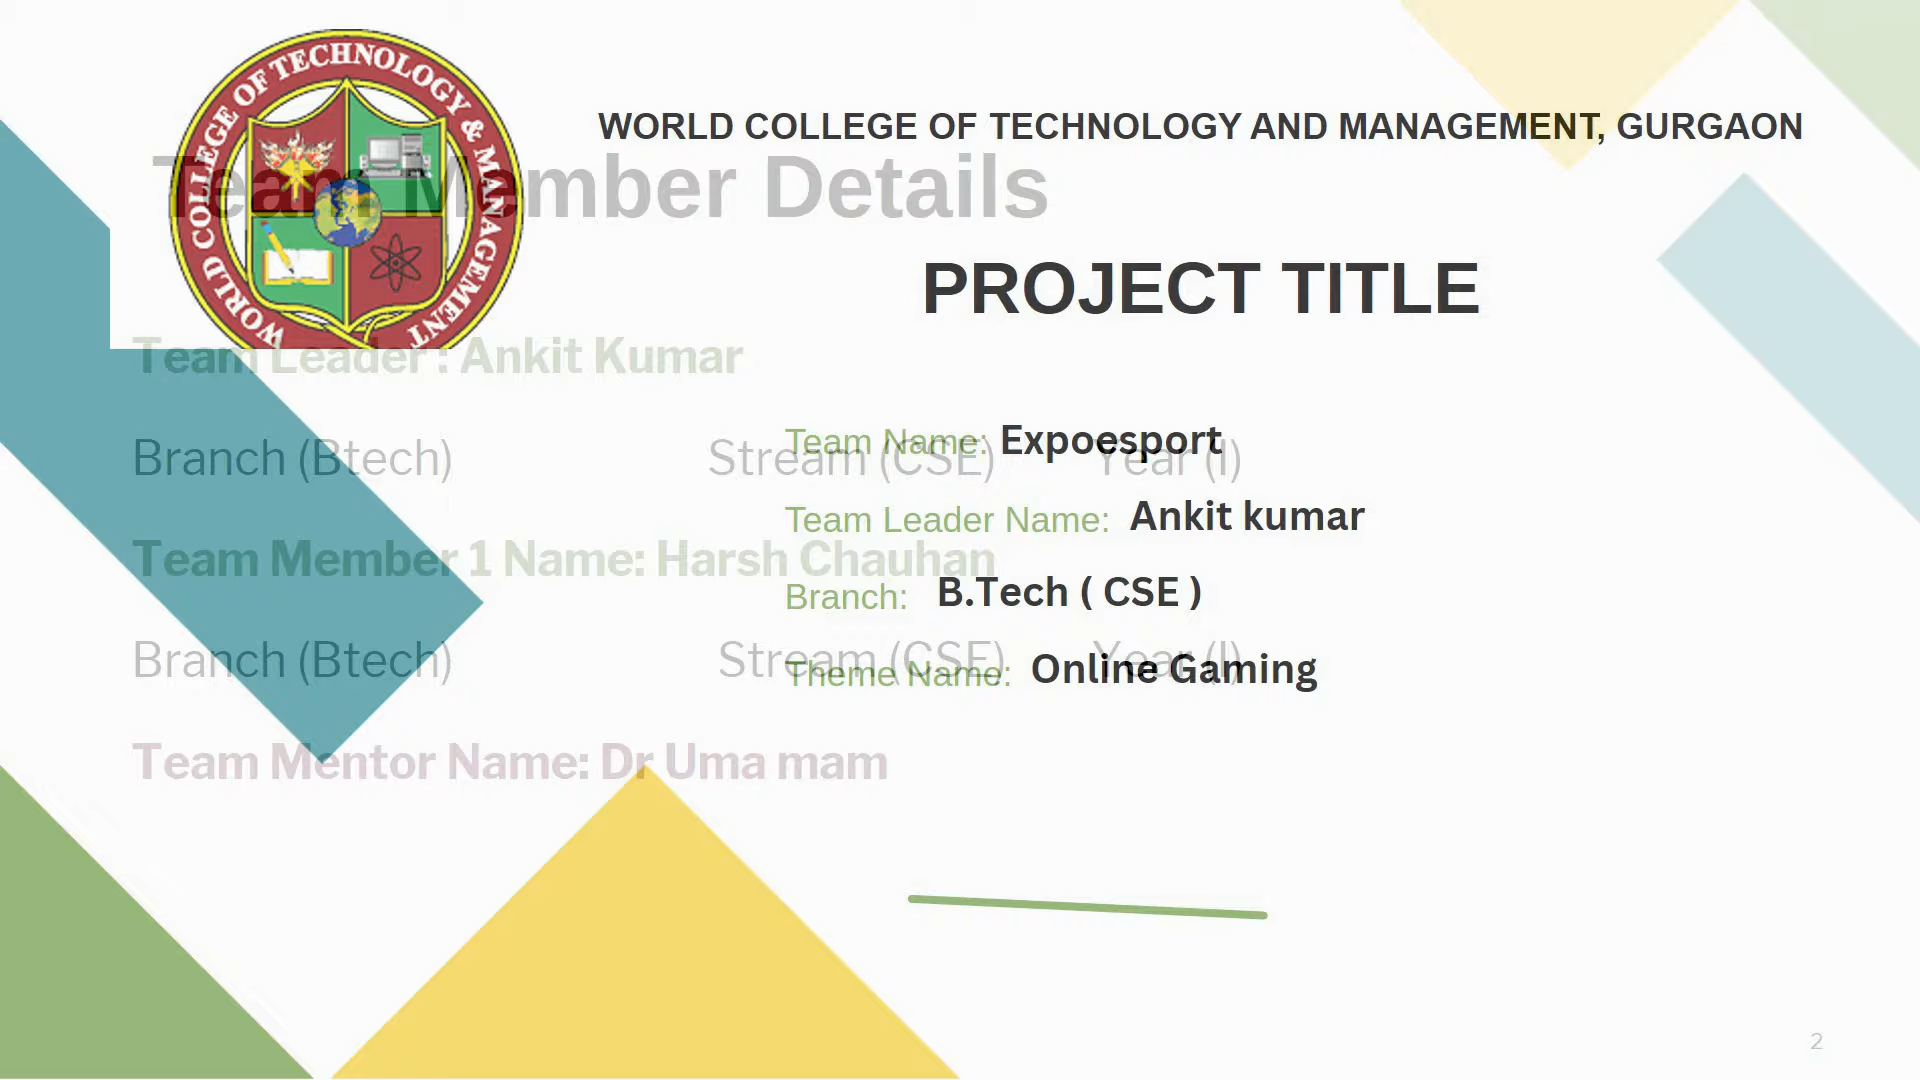 WORLD COLLEGE OF TECHNOLOGY & MANAGEMENT
WORLD COLLEGE OF TECHNOLOGY AND MANAGEMENT, GURGAON
Team Member Details
PROJECT TITLE
Team Leader : Ankit Kumar
Team Name: Expoesport
Branch (Btech) Stream (CSE) Year (I)
Team Leader Name: Ankit kumar
Team Member 1 Name: Harsh Chauhan
Branch: B.Tech ( CSE )
Branch (Btech) Stream (CSE) Year (I)
Theme Name: Online Gaming
Team Mentor Name: Dr Uma mam
2